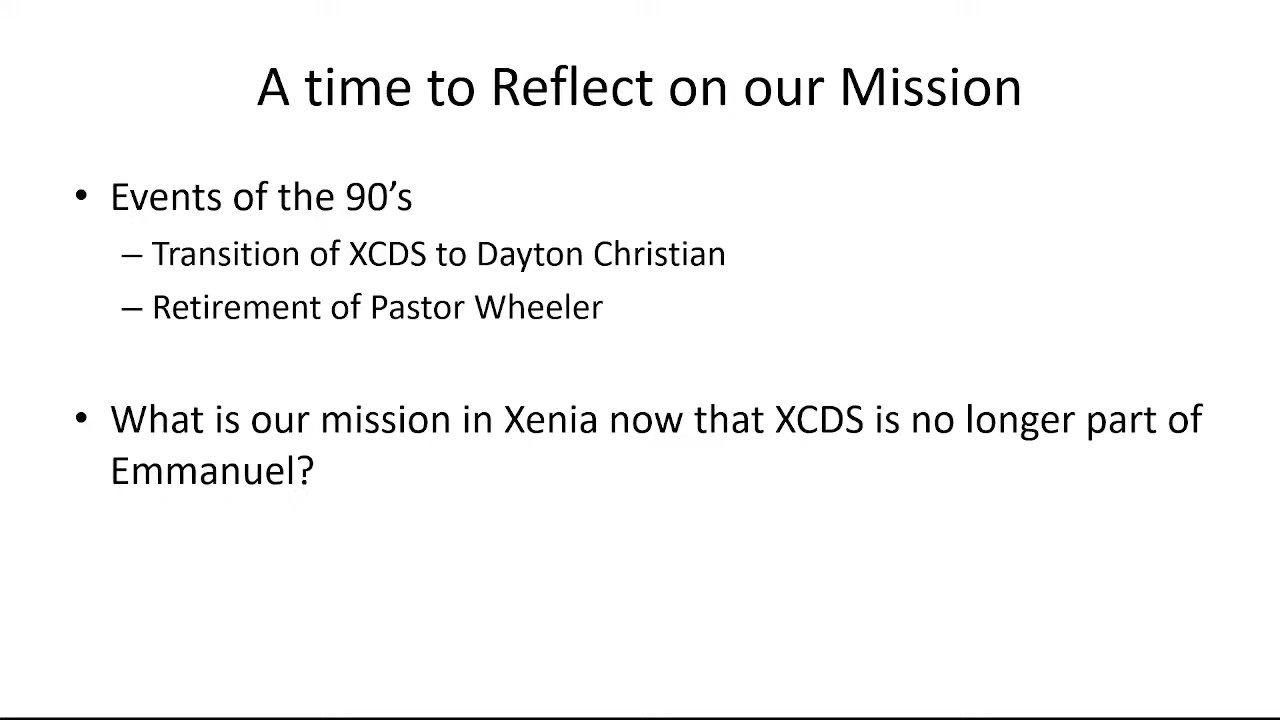 A time to Reflect on our Mission
• Events of the 90’s
– Transition of XCDS to Dayton Christian
– Retirement of Pastor Wheeler
• What is our mission in Xenia now that XCDS is no longer part of
Emmanuel?